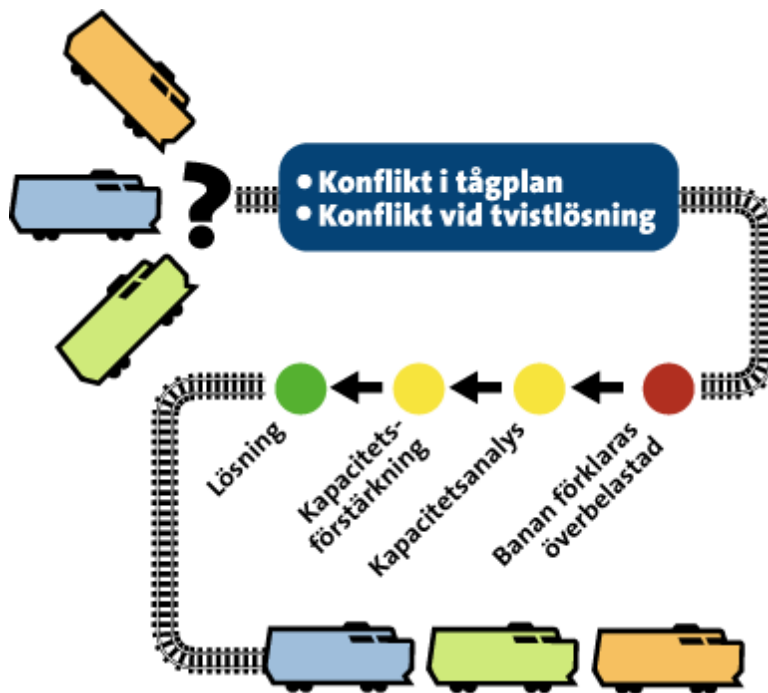 ?
• Konflikt i tågplan
• Konflikt vid tvistlösning
Lösning
Kapacitets-
förstärkning
Kapacitetsanalys
Banan förklaras
överbelastad